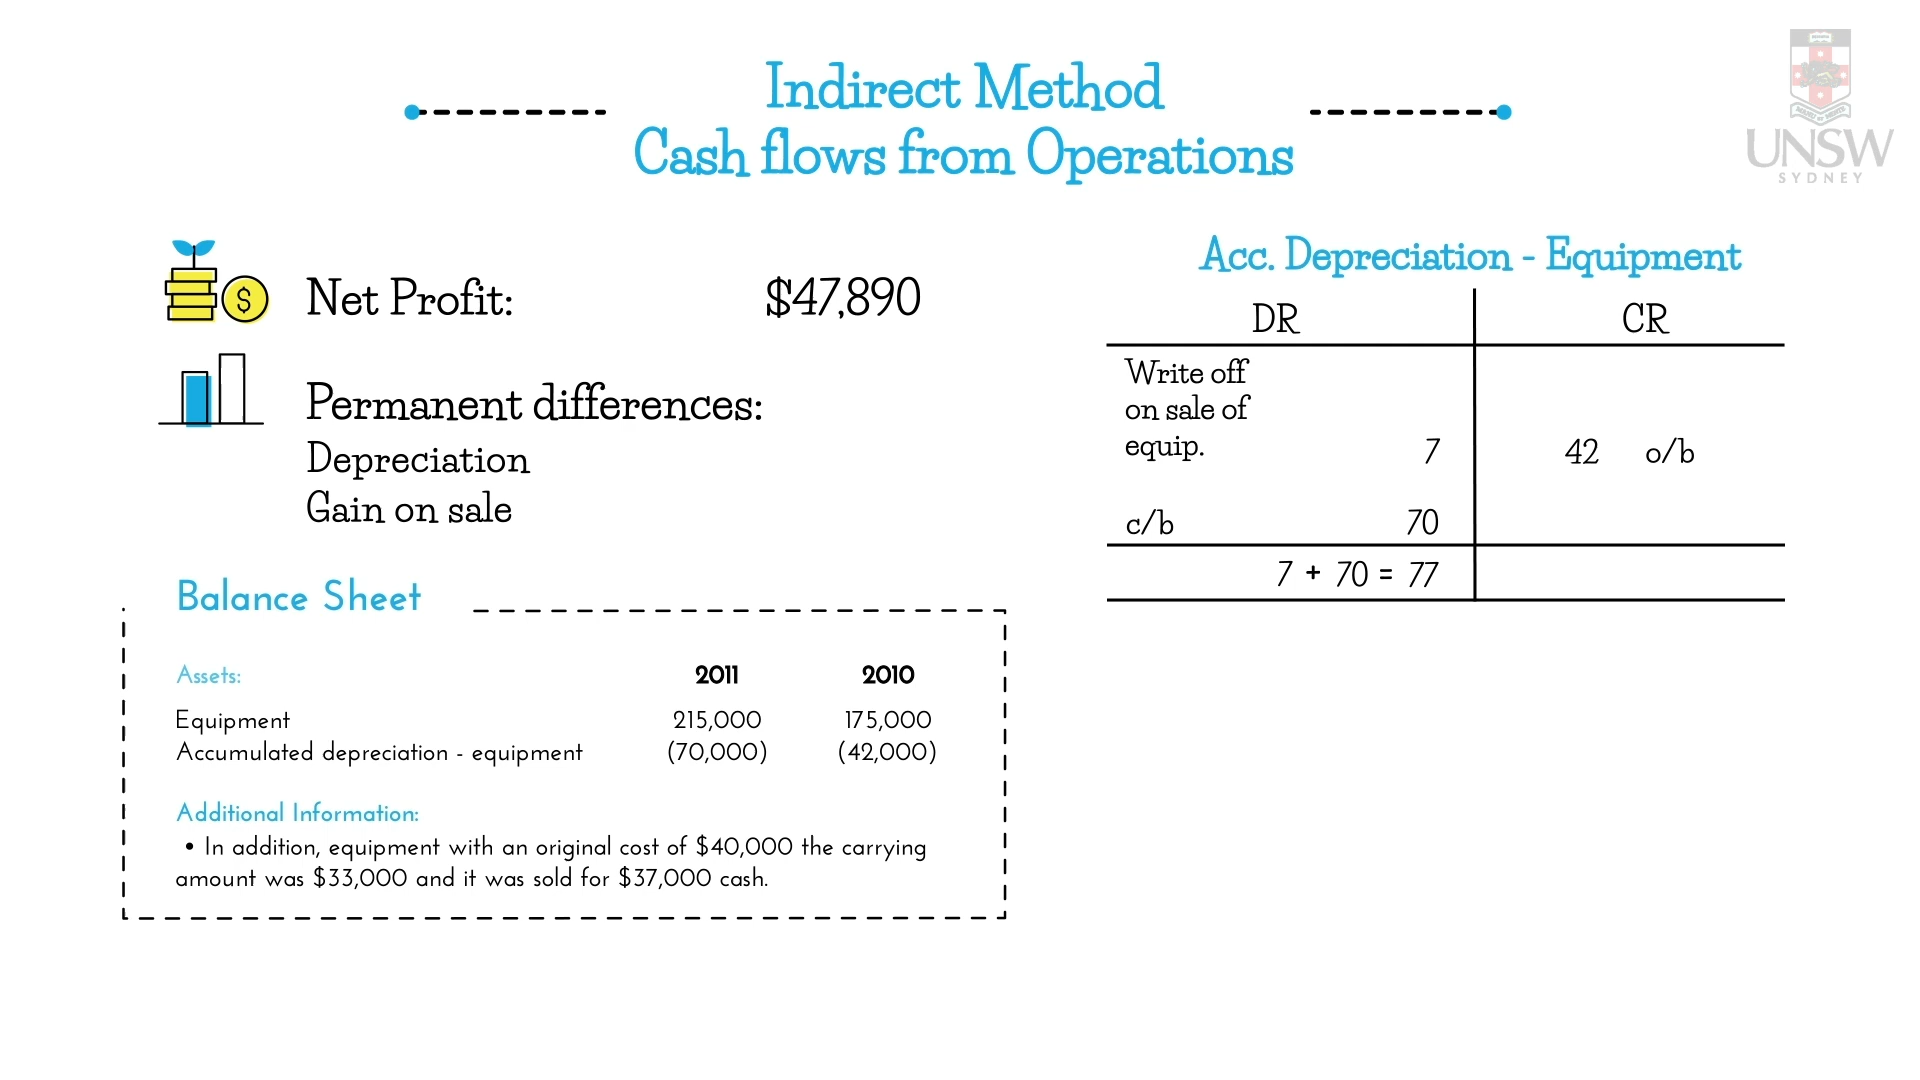 Indirect Method
Cash flows from Operations
UNSW
SYDNEY
$
Net Profit: $47,890
Permanent differences:
Depreciation
Gain on sale
Acc. Depreciation - Equipment
DR CR
Write off
on sale of
equip. 7 42 o/b
c/b 70
7 + 70 = 77
Balance Sheet
Assets: 2011 2010
Equipment 215,000 175,000
Accumulated depreciation - equipment (70,000) (42,000)
Additional Information:
• In addition, equipment with an original cost of $40,000 the carrying
amount was $33,000 and it was sold for $37,000 cash.